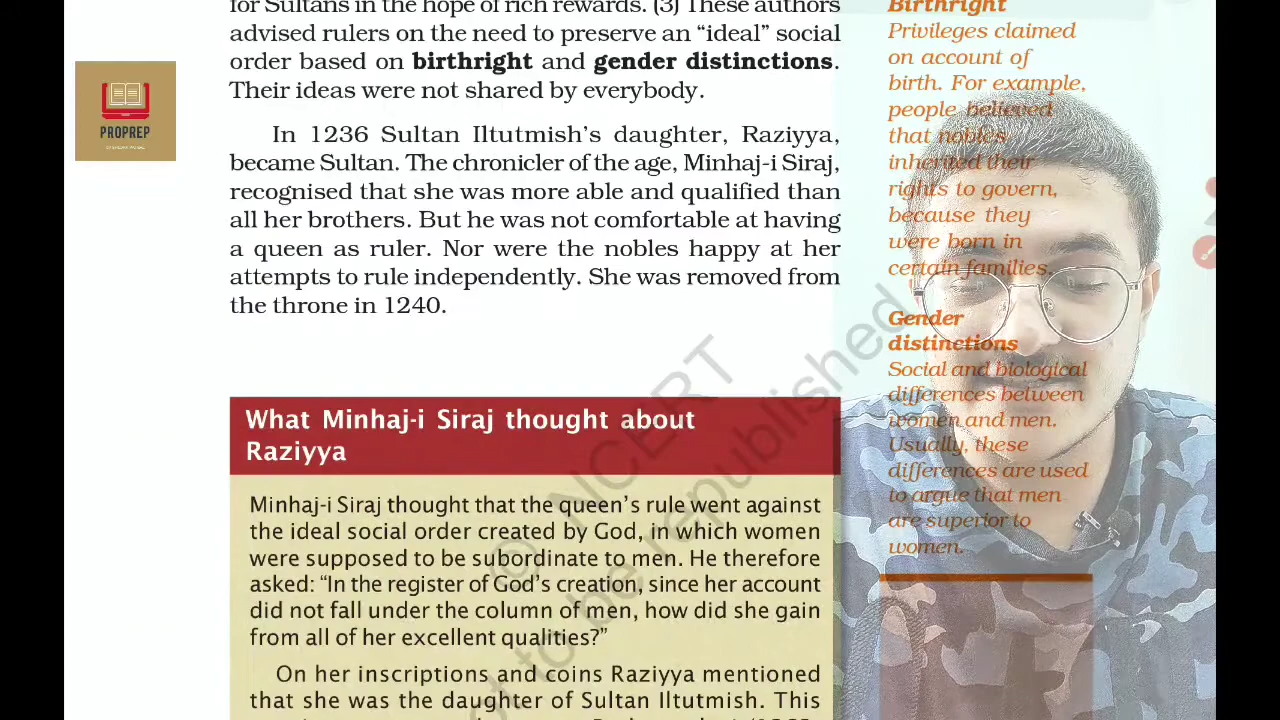 for Sultans in the hope of rich rewards. (3) These authors
advised rulers on the need to preserve an “ideal” social
order based on birthright and gender distinctions.
Their ideas were not shared by everybody.
In 1236 Sultan Iltutmish’s daughter, Raziyya,
became Sultan. The chronicler of the age, Minhaj-i Siraj,
recognised that she was more able and qualified than
all her brothers. But he was not comfortable at having
a queen as ruler. Nor were the nobles happy at her
attempts to rule independently. She was removed from
the throne in 1240.
What Minhaj-i Siraj thought about
Raziyya
Minhaj-i Siraj thought that the queen’s rule went against
the ideal social order created by God, in which women
were supposed to be subordinate to men. He therefore
asked: “In the register of God’s creation, since her account
did not fall under the column of men, how did she gain
from all of her excellent qualities?”
On her inscriptions and coins Raziyya mentioned
that she was the daughter of Sultan Iltutmish. This
Birthright
Privileges claimed
on account of
birth. For example,
people believed
that nobles
inherited their
rights to govern,
because they
were born in
certain families.
Gender
distinctions
Social and biological
differences between
women and men.
Usually, these
differences are used
to argue that men
are superior to
women.
PROPREP
© NCERT
to be republished